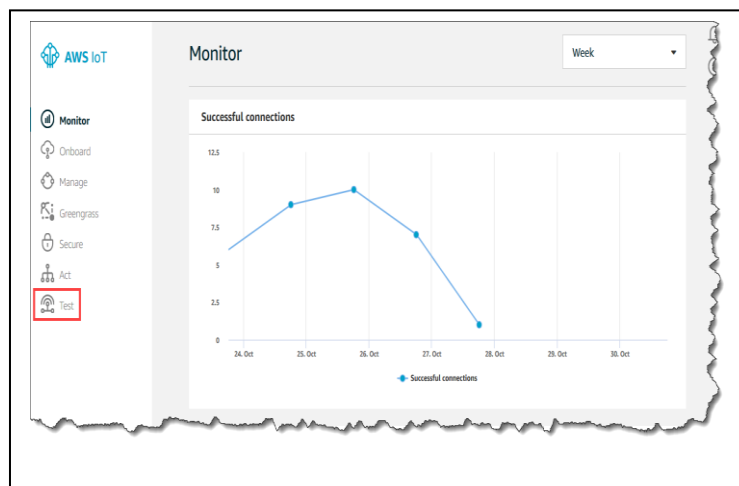 AWS IoT
Monitor
Week
Monitor
Onboard
Manage
Greengrass
Secure
Act
Test
Successful connections
12.5
10
7.5
5
2.5
0
24. Oct 25. Oct 26. Oct 27. Oct 28. Oct 29. Oct 30. Oct
Successful connections